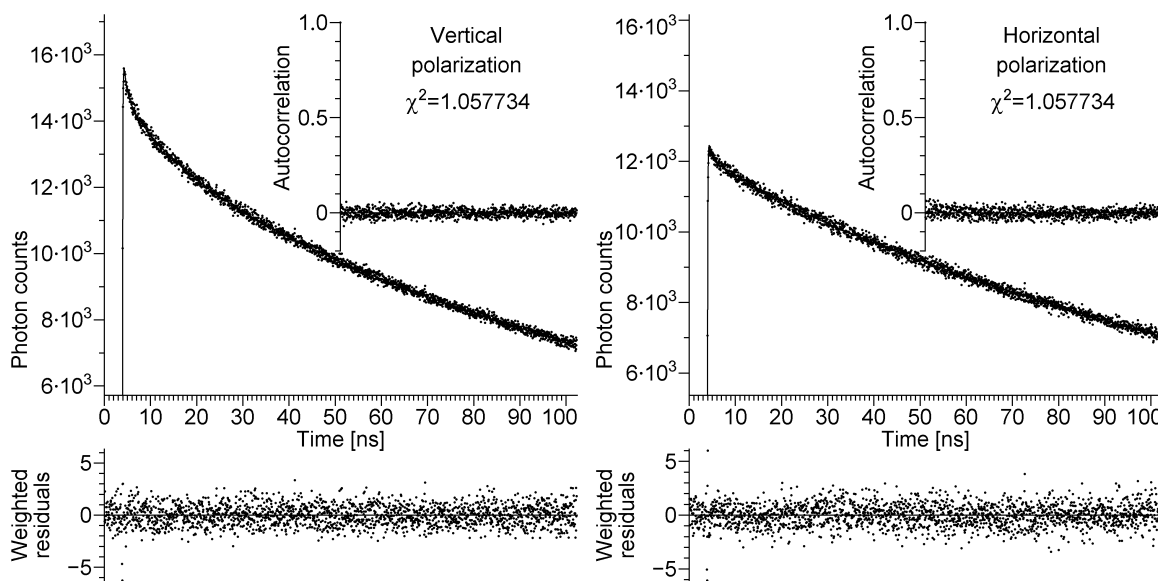 Vertical
polarization
χ²=1.057734
Autocorrelation
1.0
0.5
0
Photon counts
16·10³
14·10³
12·10³
10·10³
8·10³
6·10³
0 10 20 30 40 50 60 70 80 90 100
Time [ns]
Weighted
residuals
5
0
−5
Horizontal
polarization
χ²=1.057734
Autocorrelation
1.0
0.5
0
Photon counts
16·10³
14·10³
12·10³
10·10³
8·10³
6·10³
0 10 20 30 40 50 60 70 80 90 100
Time [ns]
Weighted
residuals
5
0
−5